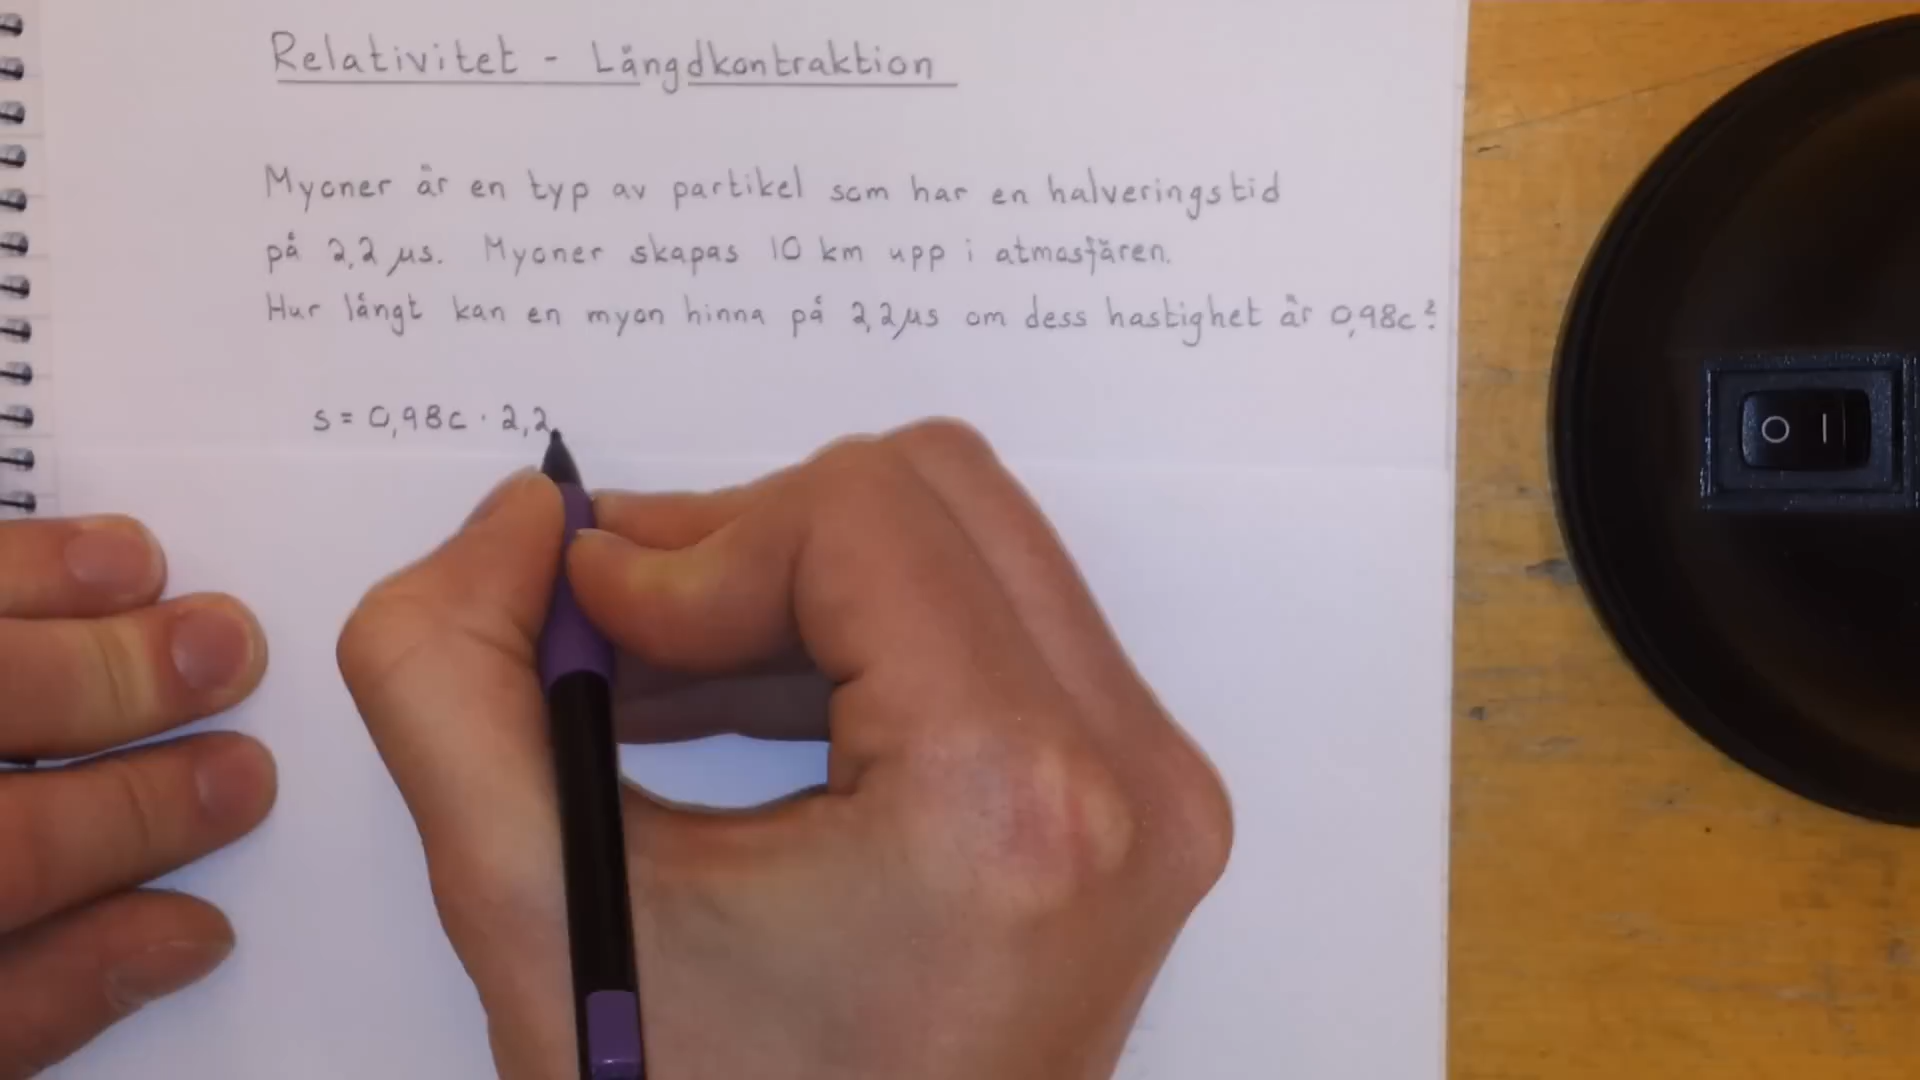 Relativitet - Längdkontraktion
Myoner är en typ av partikel som har en halveringstid
på 2,2 µs. Myoner skapas 10 km upp i atmosfären.
Hur långt kan en myon hinna på 2,2 µs om dess hastighet är 0,98c?
s = 0,98c · 2,2
O I